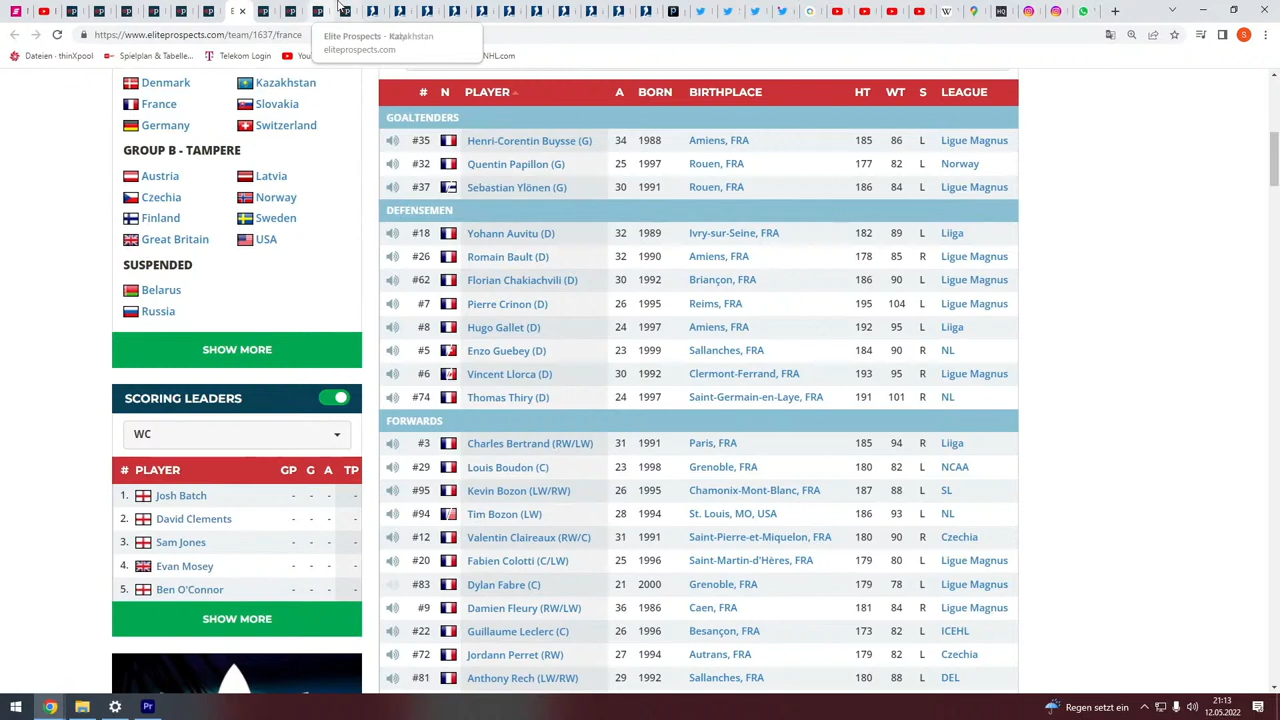 E
https://www.eliteprospects.com/team/1637/france
Elite Prospects - Kazakhstan
eliteprospects.com
Dateien - thinXpool
Spielplan & Tabelle...
Telekom Login
NHL.com
Denmark Kazakhstan
France Slovakia
Germany Switzerland
GROUP B - TAMPERE
Austria Latvia
Czechia Norway
Finland Sweden
Great Britain USA
SUSPENDED
Belarus
Russia
SHOW MORE
SCORING LEADERS
WC
# PLAYER GP G A TP
1. Josh Batch - - - -
2. David Clements - - - -
3. Sam Jones - - - -
4. Evan Mosey - - - -
5. Ben O'Connor - - - -
SHOW MORE
# N PLAYER A BORN BIRTHPLACE HT WT S LEAGUE
GOALTENDERS
#35 Henri-Corentin Buysse (G) 34 1988 Amiens, FRA 185 86 L Ligue Magnus
#32 Quentin Papillon (G) 25 1997 Rouen, FRA 177 82 L Norway
#37 Sebastian Ylönen (G) 30 1991 Rouen, FRA 186 84 L Ligue Magnus
DEFENSEMEN
#18 Yohann Auvitu (D) 32 1989 Ivry-sur-Seine, FRA 182 89 L Liiga
#26 Romain Bault (D) 32 1990 Amiens, FRA 178 85 R Ligue Magnus
#62 Florian Chakiachvili (D) 30 1992 Briançon, FRA 186 90 L Ligue Magnus
#7 Pierre Crinon (D) 26 1995 Reims, FRA 195 104 L Ligue Magnus
#8 Hugo Gallet (D) 24 1997 Amiens, FRA 192 95 L Liiga
#5 Enzo Guebey (D) 23 1999 Sallanches, FRA 184 90 R NL
#6 Vincent Llorca (D) 30 1992 Clermont-Ferrand, FRA 193 95 R Ligue Magnus
#74 Thomas Thiry (D) 24 1997 Saint-Germain-en-Laye, FRA 191 101 R NL
FORWARDS
#3 Charles Bertrand (RW/LW) 31 1991 Paris, FRA 185 94 R Liiga
#29 Louis Boudon (C) 23 1998 Grenoble, FRA 180 82 L NCAA
#95 Kevin Bozon (LW/RW) 26 1995 Chamonix-Mont-Blanc, FRA 187 88 L SL
#94 Tim Bozon (LW) 28 1994 St. Louis, MO, USA 186 93 L NL
#12 Valentin Claireaux (RW/C) 31 1991 Saint-Pierre-et-Miquelon, FRA 180 90 R Czechia
#20 Fabien Colotti (C/LW) 25 1996 Saint-Martin-d'Hères, FRA 179 80 L Ligue Magnus
#83 Dylan Fabre (C) 21 2000 Grenoble, FRA 179 78 L Ligue Magnus
#9 Damien Fleury (RW/LW) 36 1986 Caen, FRA 181 84 R Ligue Magnus
#22 Guillaume Leclerc (C) 26 1996 Besançon, FRA 173 82 L ICEHL
#72 Jordann Perret (RW) 27 1994 Autrans, FRA 179 82 L Czechia
#81 Anthony Rech (LW/RW) 29 1992 Sallanches, FRA 180 88 L DEL
Pr
Regen setzt ein
21:13
12.05.2022